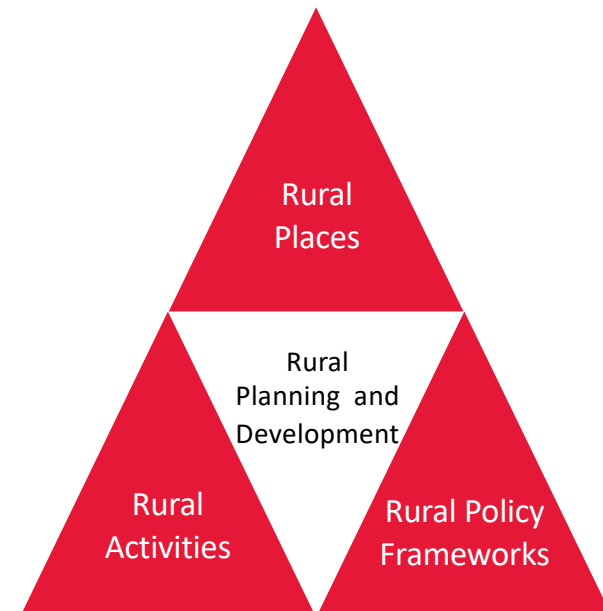 Rural
Places
Rural
Planning and
Development
Rural
Activities
Rural Policy
Frameworks